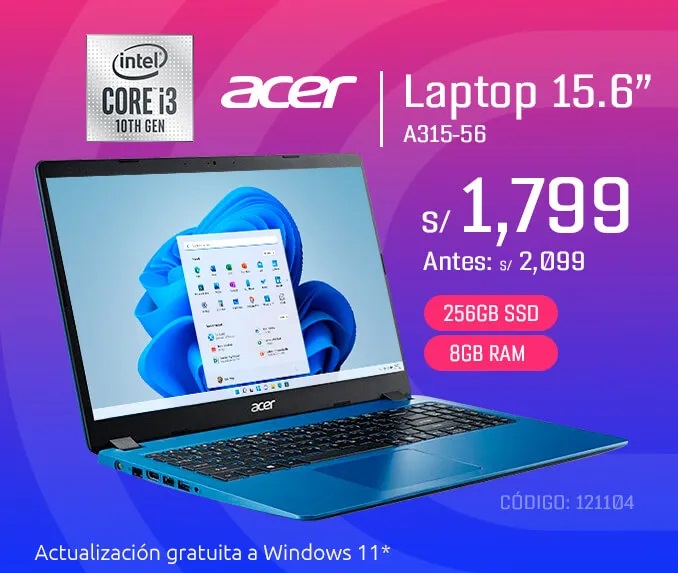 intel
CORE i3
10TH GEN
acer
Laptop 15.6”
A315-56
S/ 1,799
Antes: S/ 2,099
256GB SSD
8GB RAM
acer
CÓDIGO: 121104
Actualización gratuita a Windows 11*